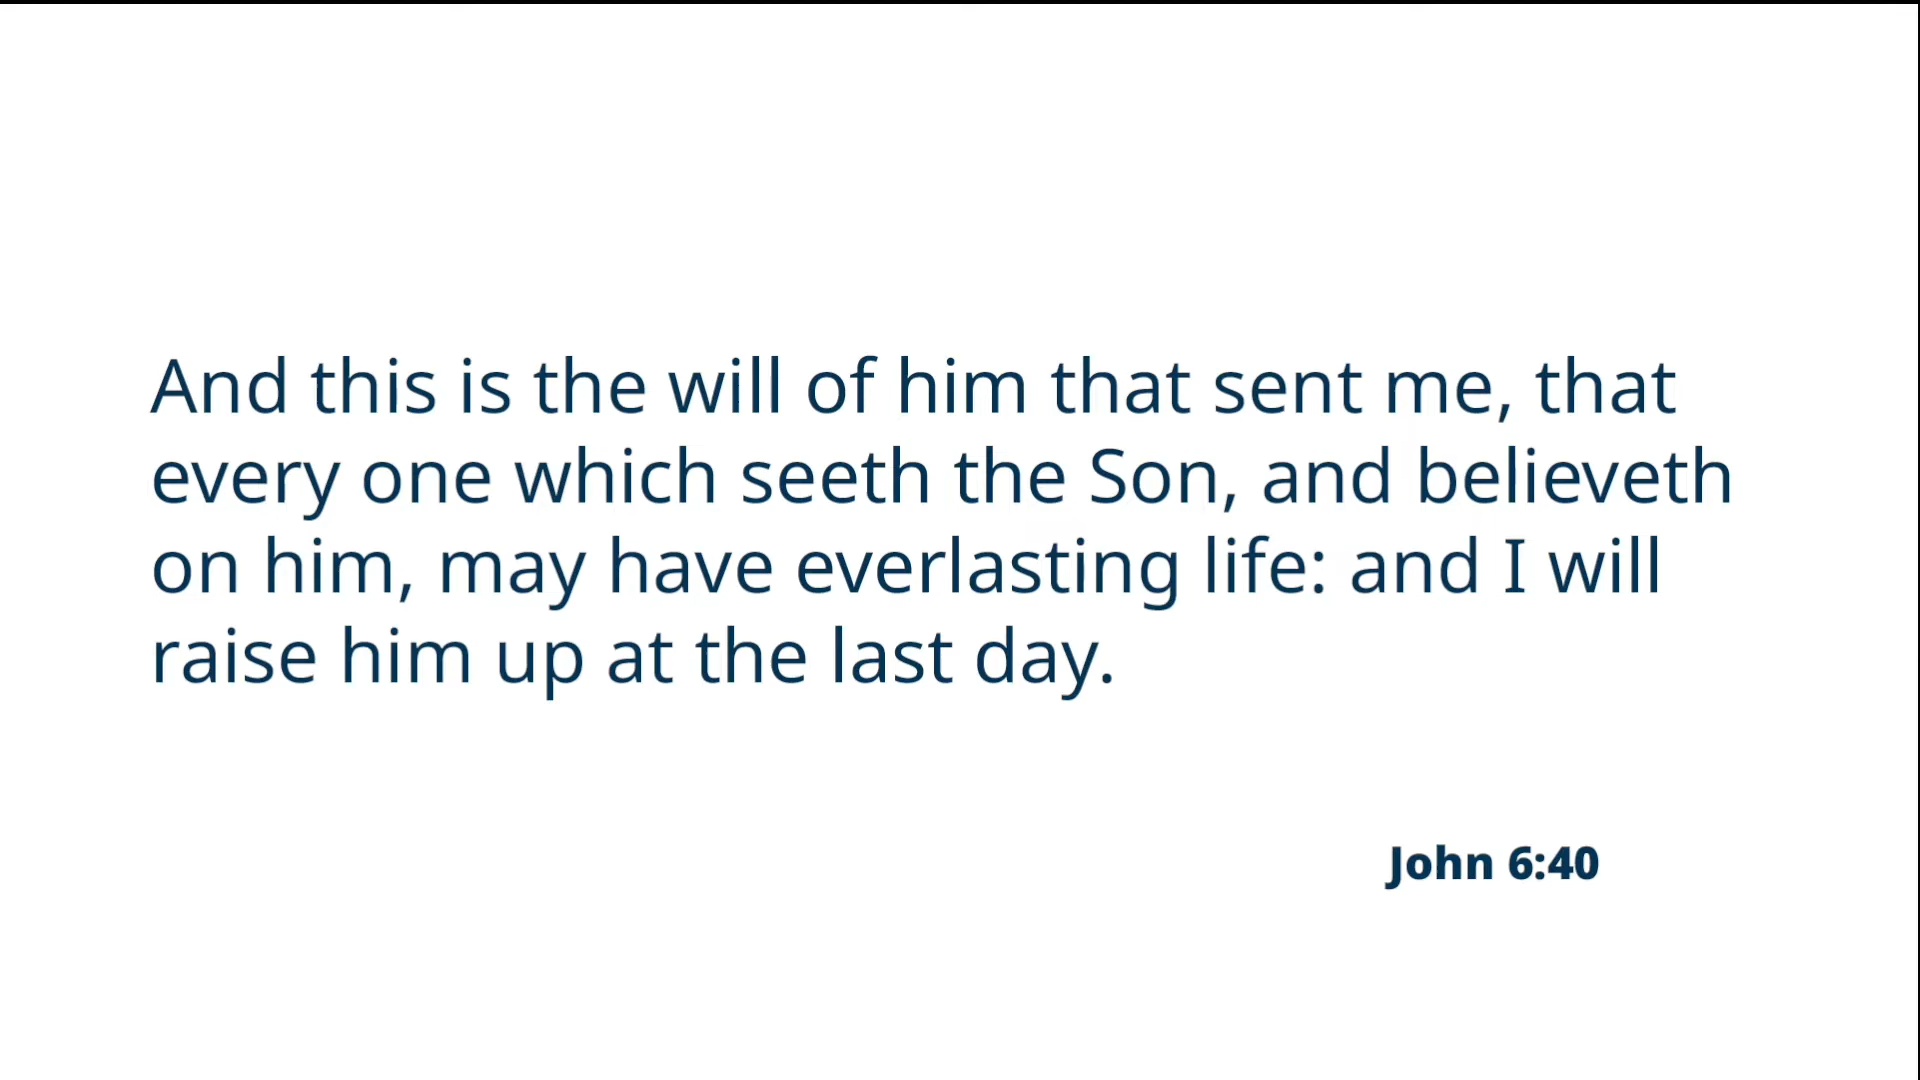 And this is the will of him that sent me, that
every one which seeth the Son, and believeth
on him, may have everlasting life: and I will
raise him up at the last day.
John 6:40